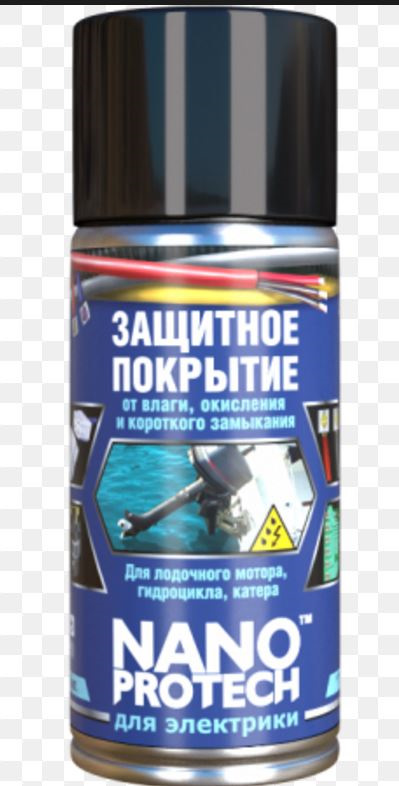 ЗАЩИТНОЕ
ПОКРЫТИЕ
от влаги, окисления
и короткого замыкания
Для лодочного мотора,
гидроцикла, катера
NANO™
PROTECH
для электрики